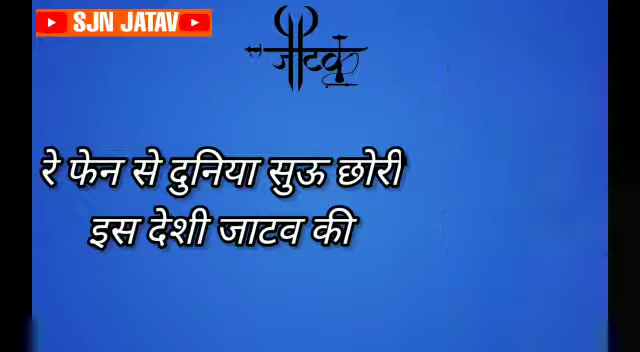 SJN JATAV
जाटव
रे फेन से दुनिया सुऊ छोरी
इस देशी जाटव की